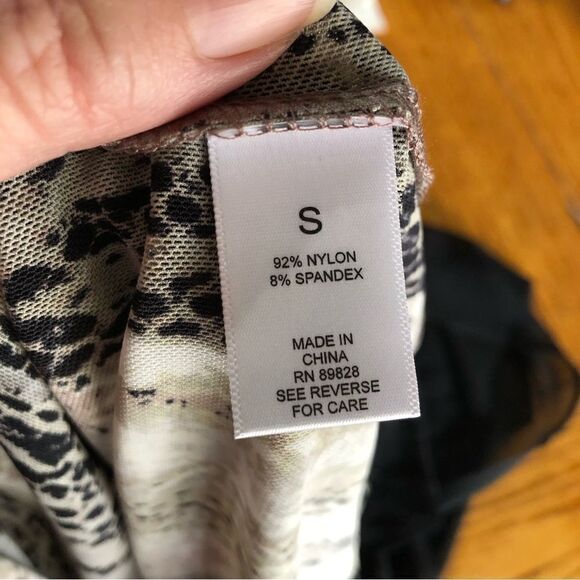 S
92% NYLON
8% SPANDEX
MADE IN
CHINA
RN 89828
SEE REVERSE
FOR CARE